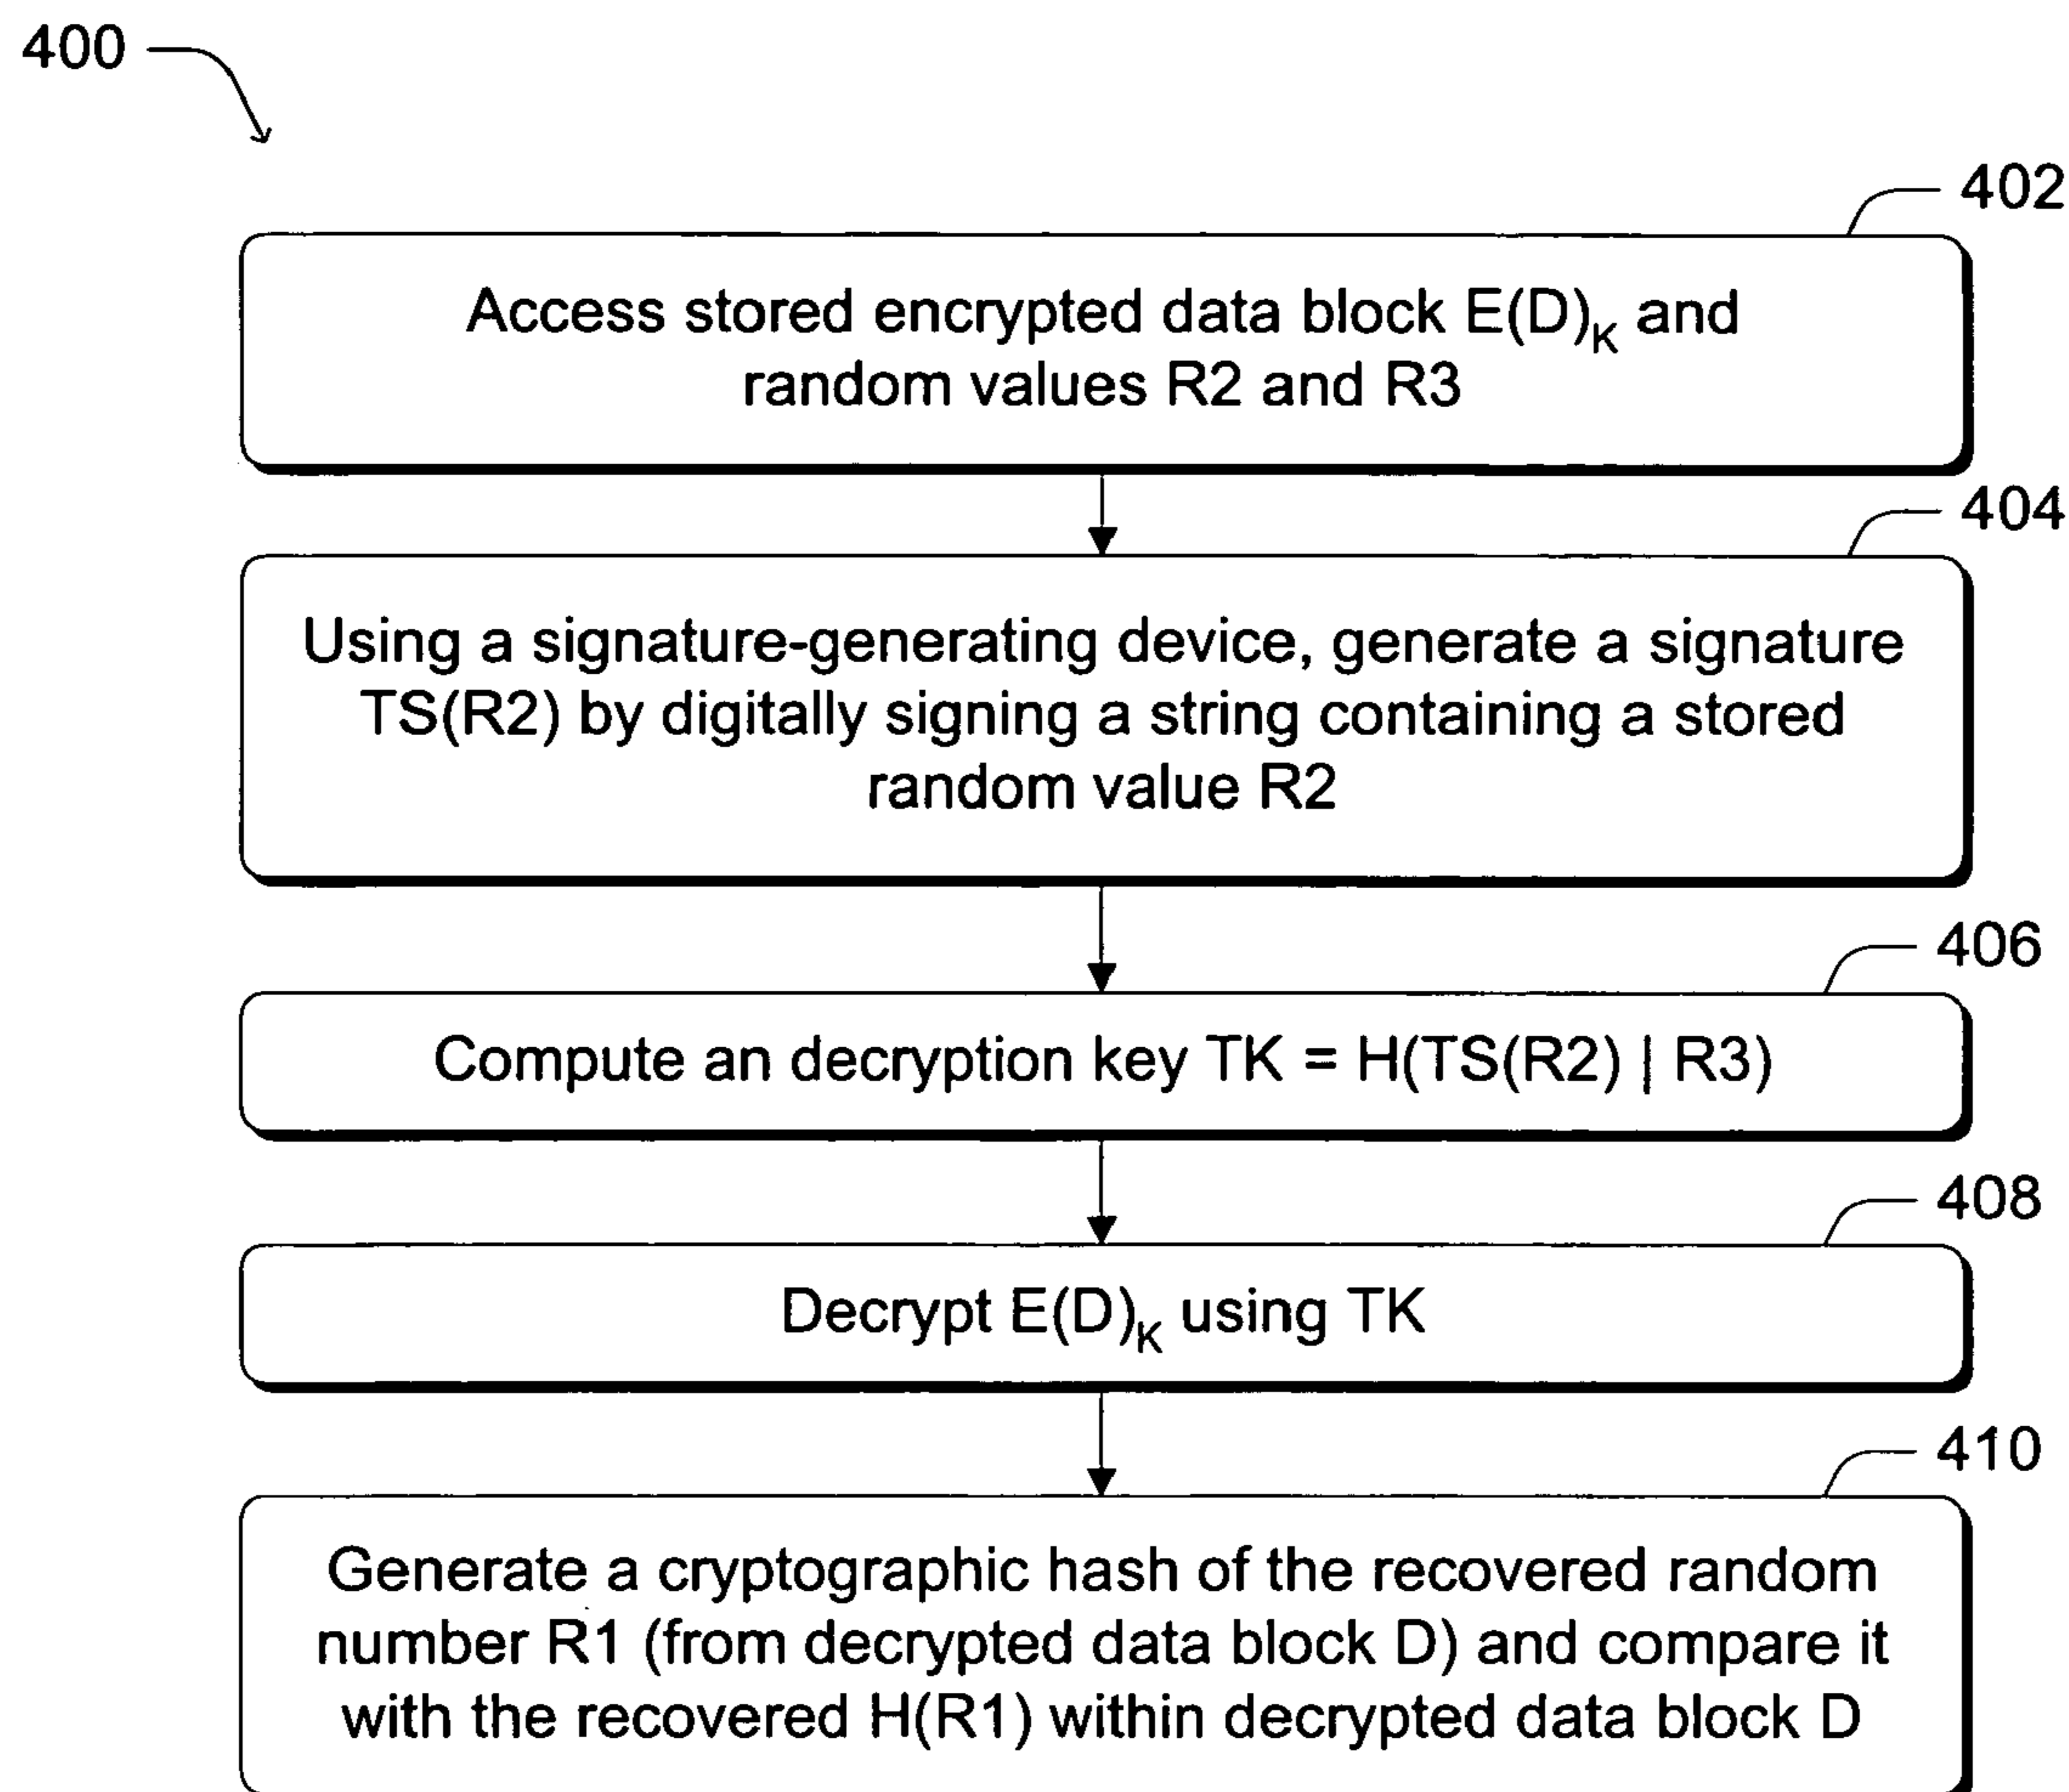 400
402
Access stored encrypted data block E(D)K and
random values R2 and R3
404
Using a signature-generating device, generate a signature
TS(R2) by digitally signing a string containing a stored
random value R2
406
Compute an decryption key TK = H(TS(R2) | R3)
408
Decrypt E(D)K using TK
410
Generate a cryptographic hash of the recovered random
number R1 (from decrypted data block D) and compare it
with the recovered H(R1) within decrypted data block D